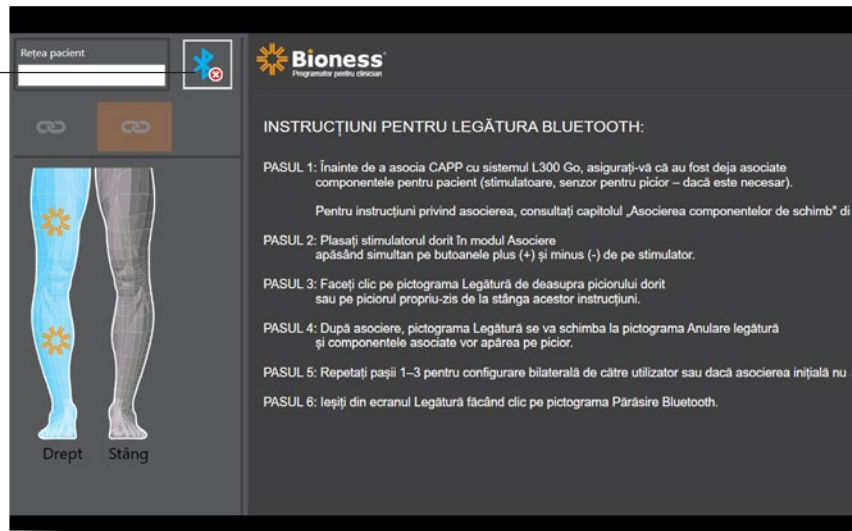 Rețea pacient
Bioness
Programator pentru clinician
INSTRUCȚIUNI PENTRU LEGĂTURA BLUETOOTH:
PASUL 1: Înainte de a asocia CAPP cu sistemul L300 Go, asigurați-vă că au fost deja asociate
componentele pentru pacient (stimulatoare, senzor pentru picior – dacă este necesar).
Pentru instrucțiuni privind asocierea, consultați capitolul „Asocierea componentelor de schimb" di
PASUL 2: Plasați stimulatorul dorit în modul Asociere
apăsând simultan pe butoanele plus (+) și minus (-) de pe stimulator.
PASUL 3: Faceți clic pe pictograma Legătură de deasupra piciorului dorit
sau pe piciorul propriu-zis de la stânga acestor instrucțiuni.
PASUL 4: După asociere, pictograma Legătură se va schimba la pictograma Anulare legătură
și componentele asociate vor apărea pe picior.
PASUL 5: Repetați pașii 1–3 pentru configurare bilaterală de către utilizator sau dacă asocierea inițială nu
PASUL 6: Ieșiți din ecranul Legătură făcând clic pe pictograma Părăsire Bluetooth.
Drept Stâng